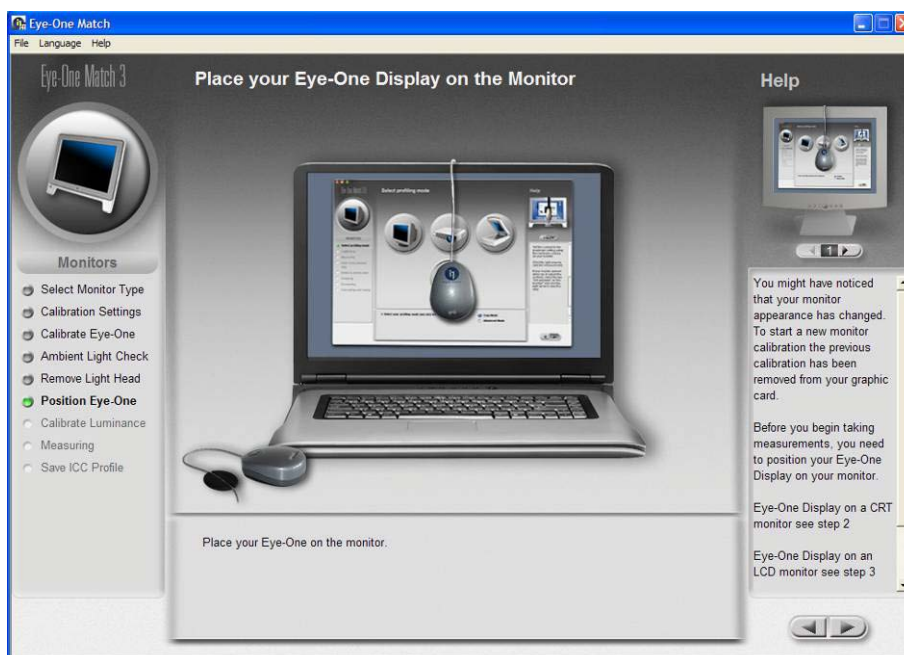 Eye-One Match
File Language Help
Eye-One Match 3
Place your Eye-One Display on the Monitor
Help
Monitors
Select Monitor Type
Calibration Settings
Calibrate Eye-One
Ambient Light Check
Remove Light Head
Position Eye-One
Calibrate Luminance
Measuring
Save ICC Profile
Select profiling mode
Help
Place your Eye-One on the monitor.
1
You might have noticed
that your monitor
appearance has changed.
To start a new monitor
calibration the previous
calibration has been
removed from your graphic
card.
Before you begin taking
measurements, you need
to position your Eye-One
Display on your monitor.
Eye-One Display on a CRT
monitor see step 2
Eye-One Display on an
LCD monitor see step 3